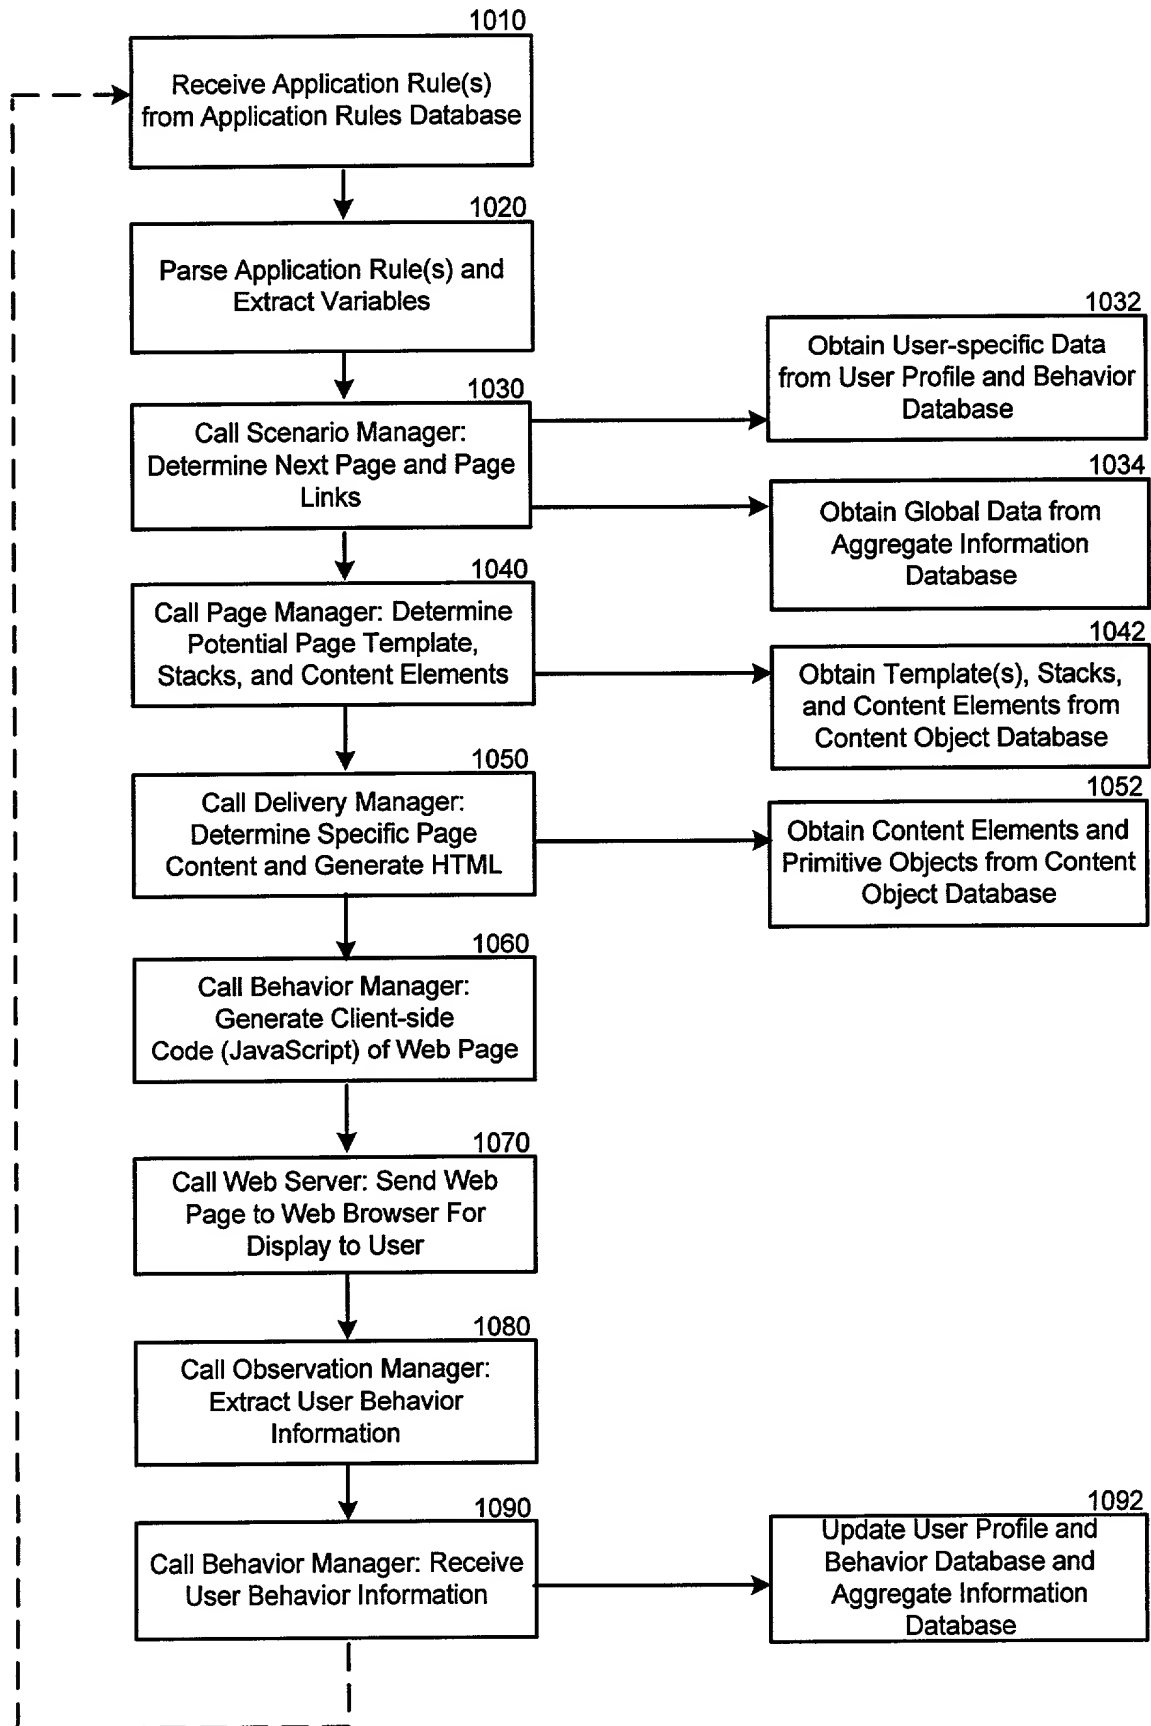 1010
Receive Application Rule(s)
from Application Rules Database
1020
Parse Application Rule(s) and
Extract Variables
1030
Call Scenario Manager:
Determine Next Page and Page
Links
1032
Obtain User-specific Data
from User Profile and Behavior
Database
1034
Obtain Global Data from
Aggregate Information
Database
1040
Call Page Manager: Determine
Potential Page Template,
Stacks, and Content Elements
1042
Obtain Template(s), Stacks,
and Content Elements from
Content Object Database
1050
Call Delivery Manager:
Determine Specific Page
Content and Generate HTML
1052
Obtain Content Elements and
Primitive Objects from Content
Object Database
1060
Call Behavior Manager:
Generate Client-side
Code (JavaScript) of Web Page
1070
Call Web Server: Send Web
Page to Web Browser For
Display to User
1080
Call Observation Manager:
Extract User Behavior
Information
1090
Call Behavior Manager: Receive
User Behavior Information
1092
Update User Profile and
Behavior Database and
Aggregate Information
Database